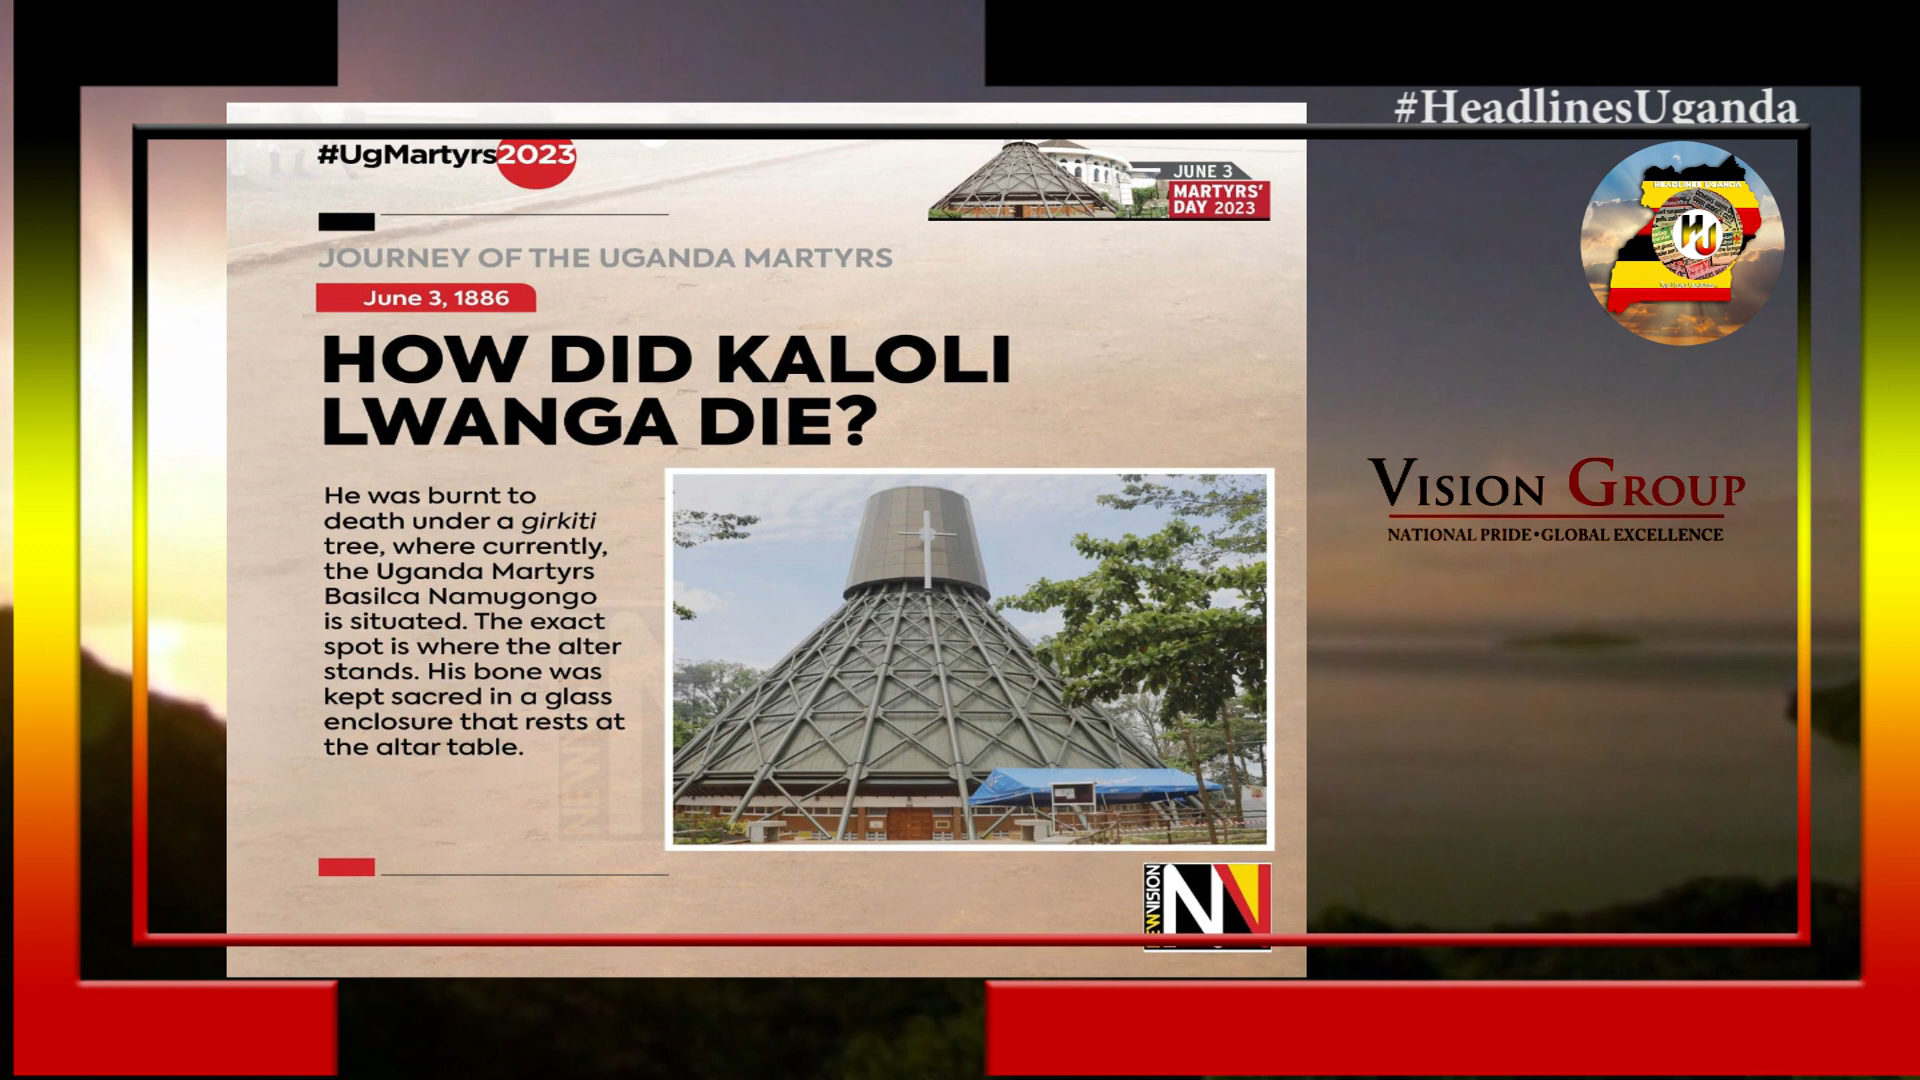 #HeadlinesUganda
#UgMartyrs2023
JUNE 3
MARTYRS'
DAY 2023
HEADLINES UGANDA
HU
JOURNEY OF THE UGANDA MARTYRS
June 3, 1886
HOW DID KALOLI
LWANGA DIE?
He was burnt to
death under a girkiti
tree, where currently,
the Uganda Martyrs
Basilca Namugongo
is situated. The exact
spot is where the alter
stands. His bone was
kept sacred in a glass
enclosure that rests at
the altar table.
VISION GROUP
NATIONAL PRIDE•GLOBAL EXCELLENCE
NEW VISION